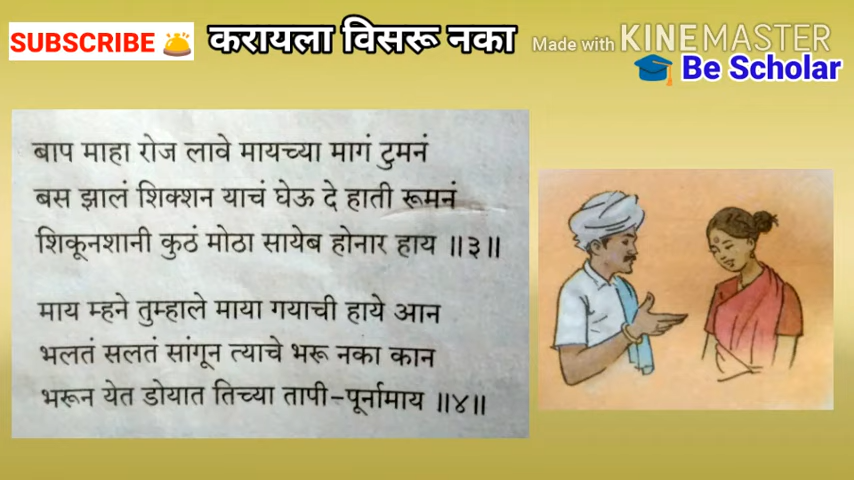 SUBSCRIBE
करायला विसरू नका
Made with KINEMASTER
Be Scholar
बाप माहा रोज लावे मायच्या मागं टुमनं
बस झालं शिक्शन याचं घेऊ दे हाती रूमनं
शिकूनशानी कुठं मोठा सायेब होनार हाय ॥३॥
माय म्हने तुम्हाले माया गयाची हाये आन
भलतं सलतं सांगून त्याचे भरू नका कान
भरून येत डोयात तिच्या तापी-पूर्नामाय ॥४॥